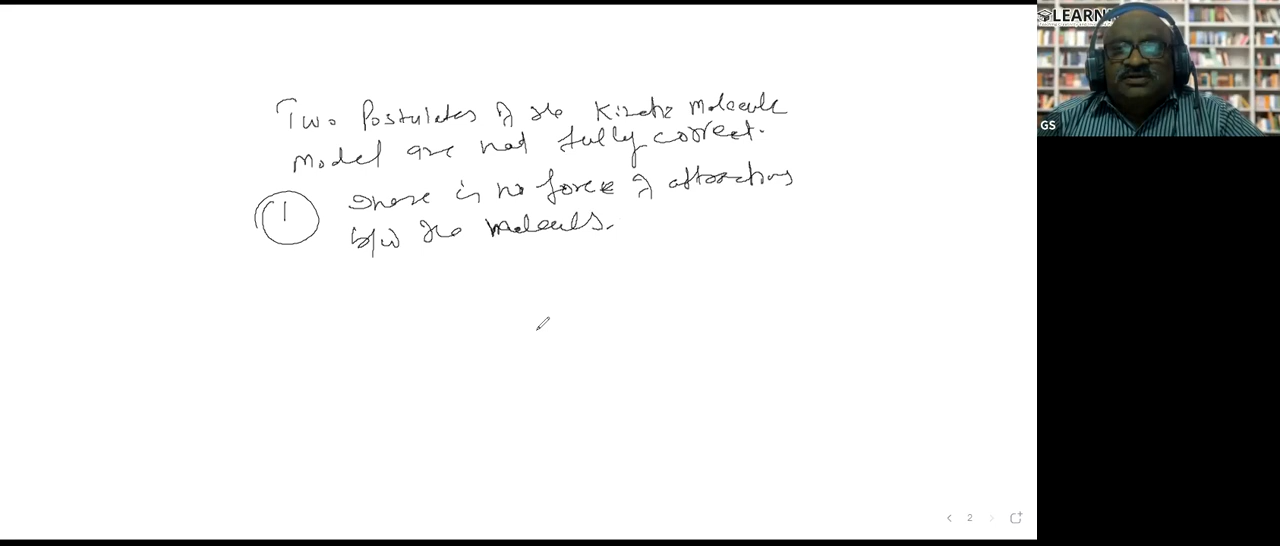 Two Postulates of the Kinetic Molecule
Model are not fully correct.
1 There is no force of attractions
b/w the molecules.
LEARN
GS
2